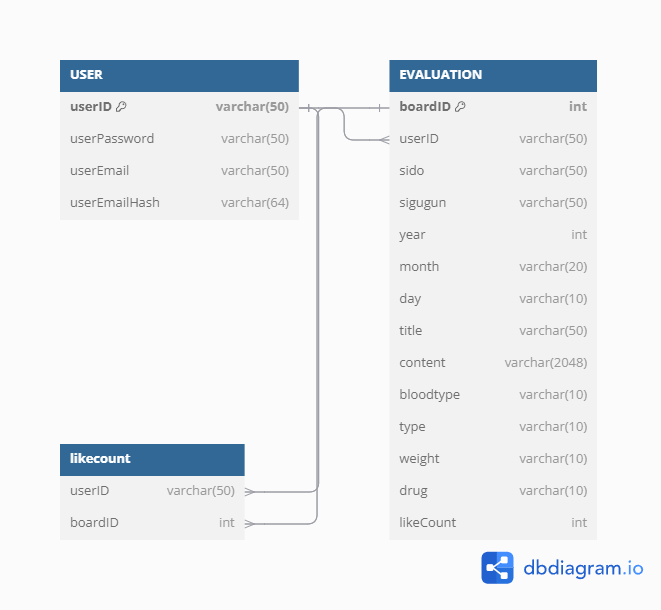 USER
userID varchar(50)
userPassword varchar(50)
userEmail varchar(50)
userEmailHash varchar(64)
EVALUATION
boardID int
userID varchar(50)
sido varchar(50)
sigugun varchar(50)
year int
month varchar(20)
day varchar(10)
title varchar(50)
content varchar(2048)
bloodtype varchar(10)
type varchar(10)
weight varchar(10)
drug varchar(10)
likeCount int
likecount
userID varchar(50)
boardID int
dbdiagram.io